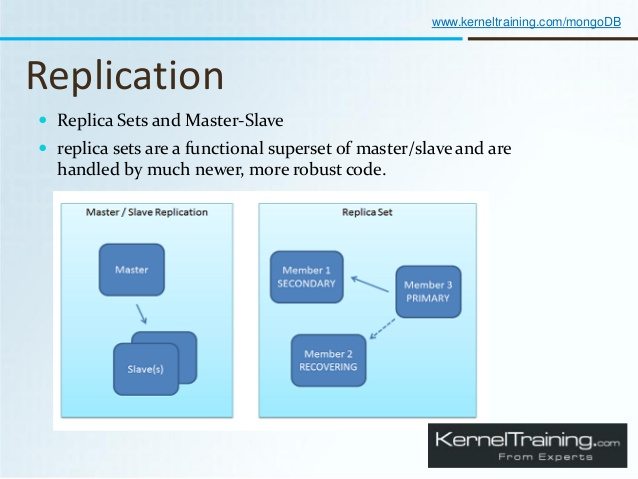 www.kerneltraining.com/mongoDB
Replication
Replica Sets and Master-Slave
replica sets are a functional superset of master/slave and are
handled by much newer, more robust code.
Master / Slave Replication
Master
Slave(s)
Replica Set
Member 1
SECONDARY
Member 3
PRIMARY
Member 2
RECOVERING
KernelTraining.com
From Experts